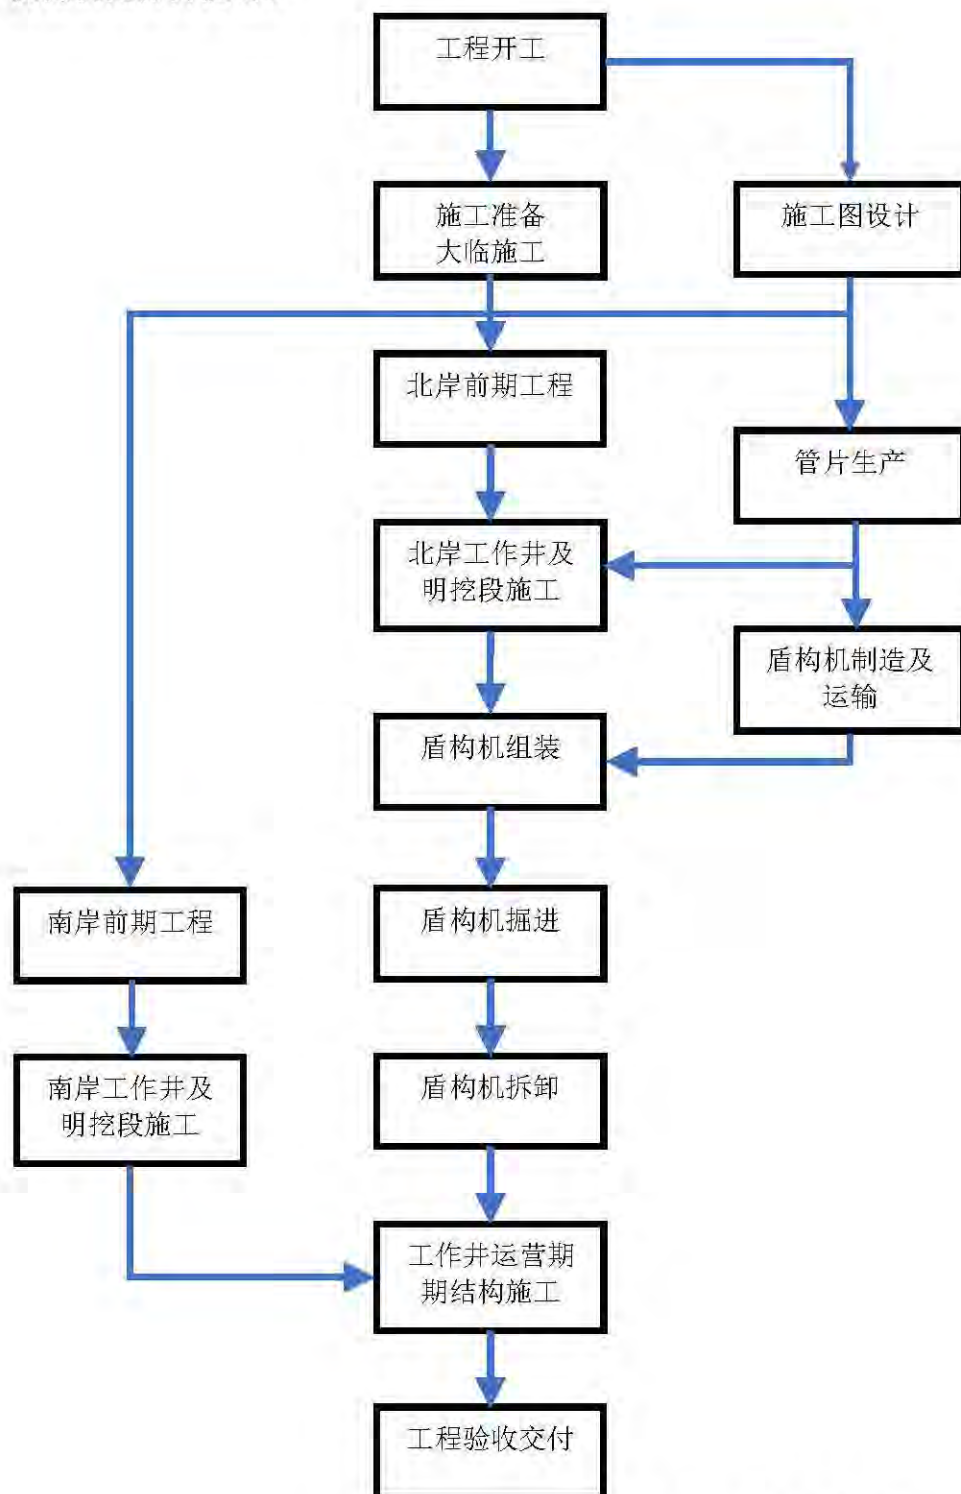 工程开工
施工准备
大临施工
施工图设计
北岸前期工程
管片生产
北岸工作井及
明挖段施工
盾构机制造及
运输
盾构机组装
南岸前期工程
盾构机掘进
南岸工作井及
明挖段施工
盾构机拆卸
工作井运营期
期结构施工
工程验收交付